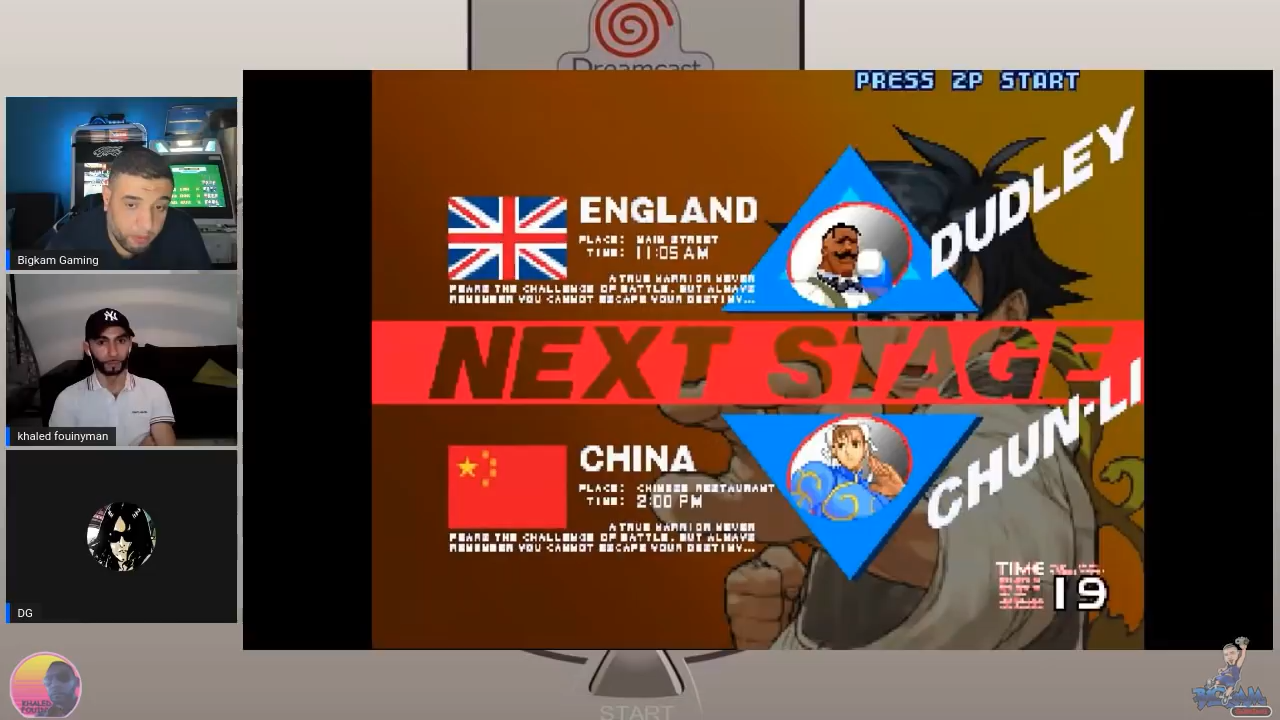 Dreamcast
PRESS 2P START
Bigkam Gaming
khaled fouinyman
DG
ENGLAND
PLACE: MAIN STREET
TIME: 11:05 AM
A TRUE WARRIOR NEVER
FEARS THE CHALLENGE OF BATTLE. BUT ALWAYS
REMEMBER YOU CANNOT ESCAPE YOUR DESTINY...
DUDLEY
NEXT STAGE
CHINA
PLACE: CHINESE RESTAURANT
TIME: 2:00 PM
A TRUE WARRIOR NEVER
FEARS THE CHALLENGE OF BATTLE. BUT ALWAYS
REMEMBER YOU CANNOT ESCAPE YOUR DESTINY...
CHUN-LI
TIME
19
START
KHALED